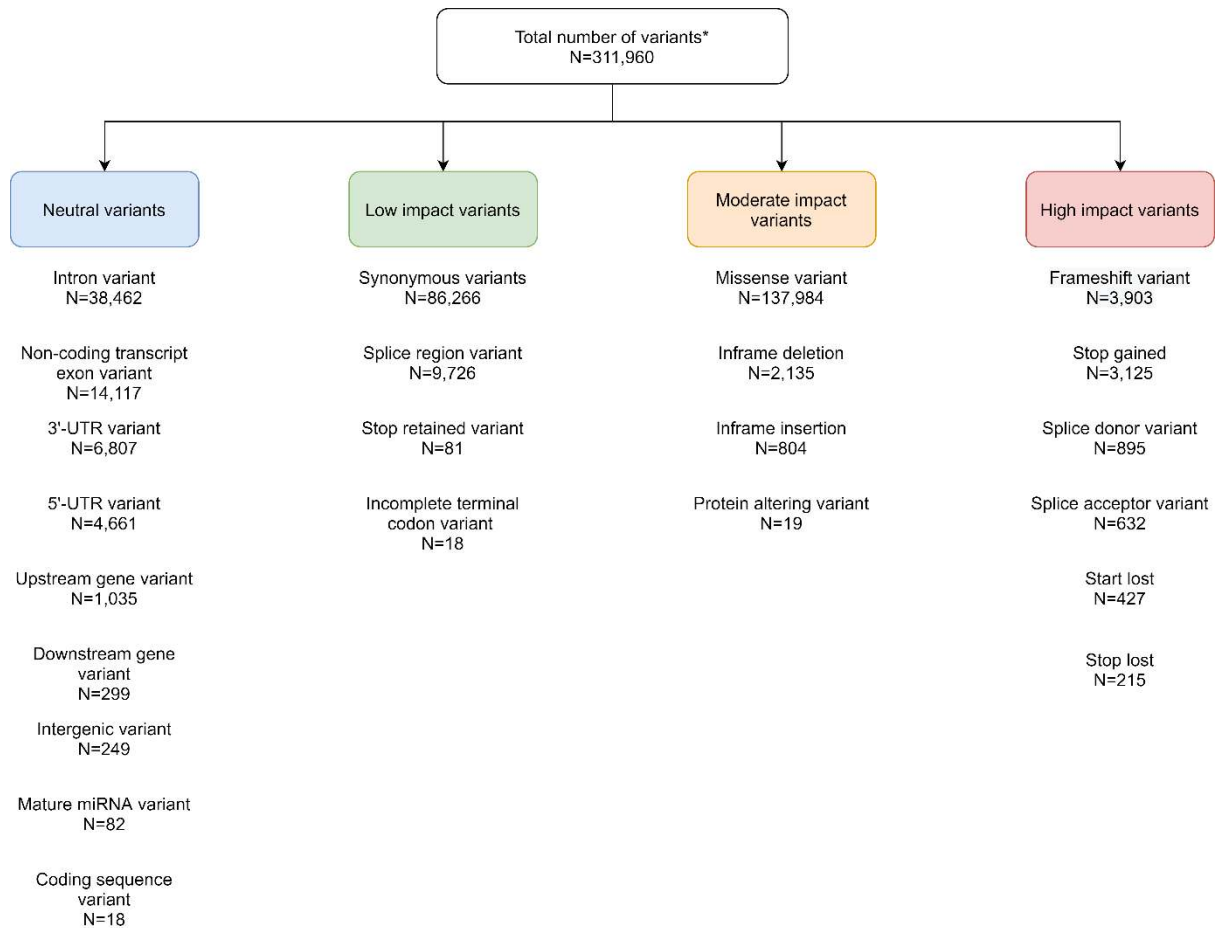 Total number of variants*
N=311,960
Neutral variants
Intron variant
N=38,462
Non-coding transcript
exon variant
N=14,117
3'-UTR variant
N=6,807
5'-UTR variant
N=4,661
Upstream gene variant
N=1,035
Downstream gene
variant
N=299
Intergenic variant
N=249
Mature miRNA variant
N=82
Coding sequence
variant
N=18
Low impact variants
Synonymous variants
N=86,266
Splice region variant
N=9,726
Stop retained variant
N=81
Incomplete terminal
codon variant
N=18
Moderate impact
variants
Missense variant
N=137,984
Inframe deletion
N=2,135
Inframe insertion
N=804
Protein altering variant
N=19
High impact variants
Frameshift variant
N=3,903
Stop gained
N=3,125
Splice donor variant
N=895
Splice acceptor variant
N=632
Start lost
N=427
Stop lost
N=215